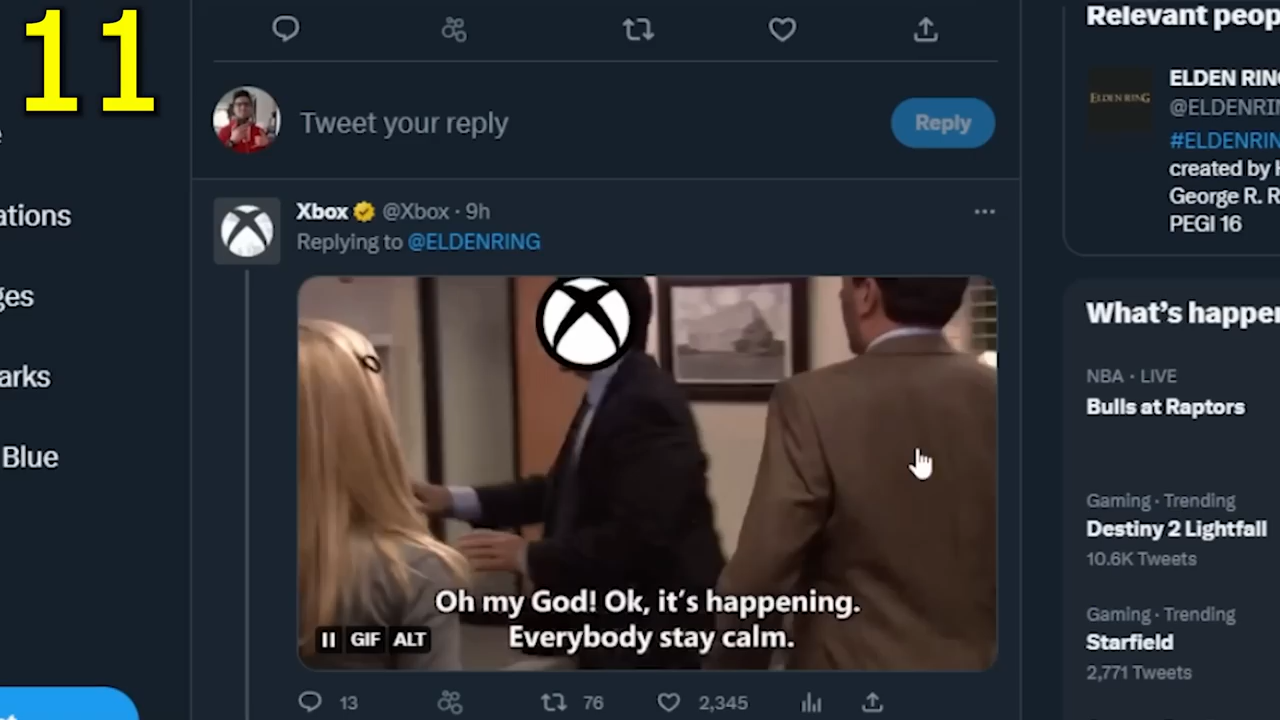 11
Tweet your reply
Reply
Xbox @Xbox · 9h
Replying to @ELDENRING
Oh my God! Ok, it's happening.
Everybody stay calm.
GIF ALT
13
76
2,345
ations
ges
arks
Blue
Relevant peop
ELDEN RING
ELDEN RING
@ELDENRI
#ELDENRIN
created by H
George R. R
PEGI 16
What's happen
NBA · LIVE
Bulls at Raptors
Gaming · Trending
Destiny 2 Lightfall
10.6K Tweets
Gaming · Trending
Starfield
2,771 Tweets